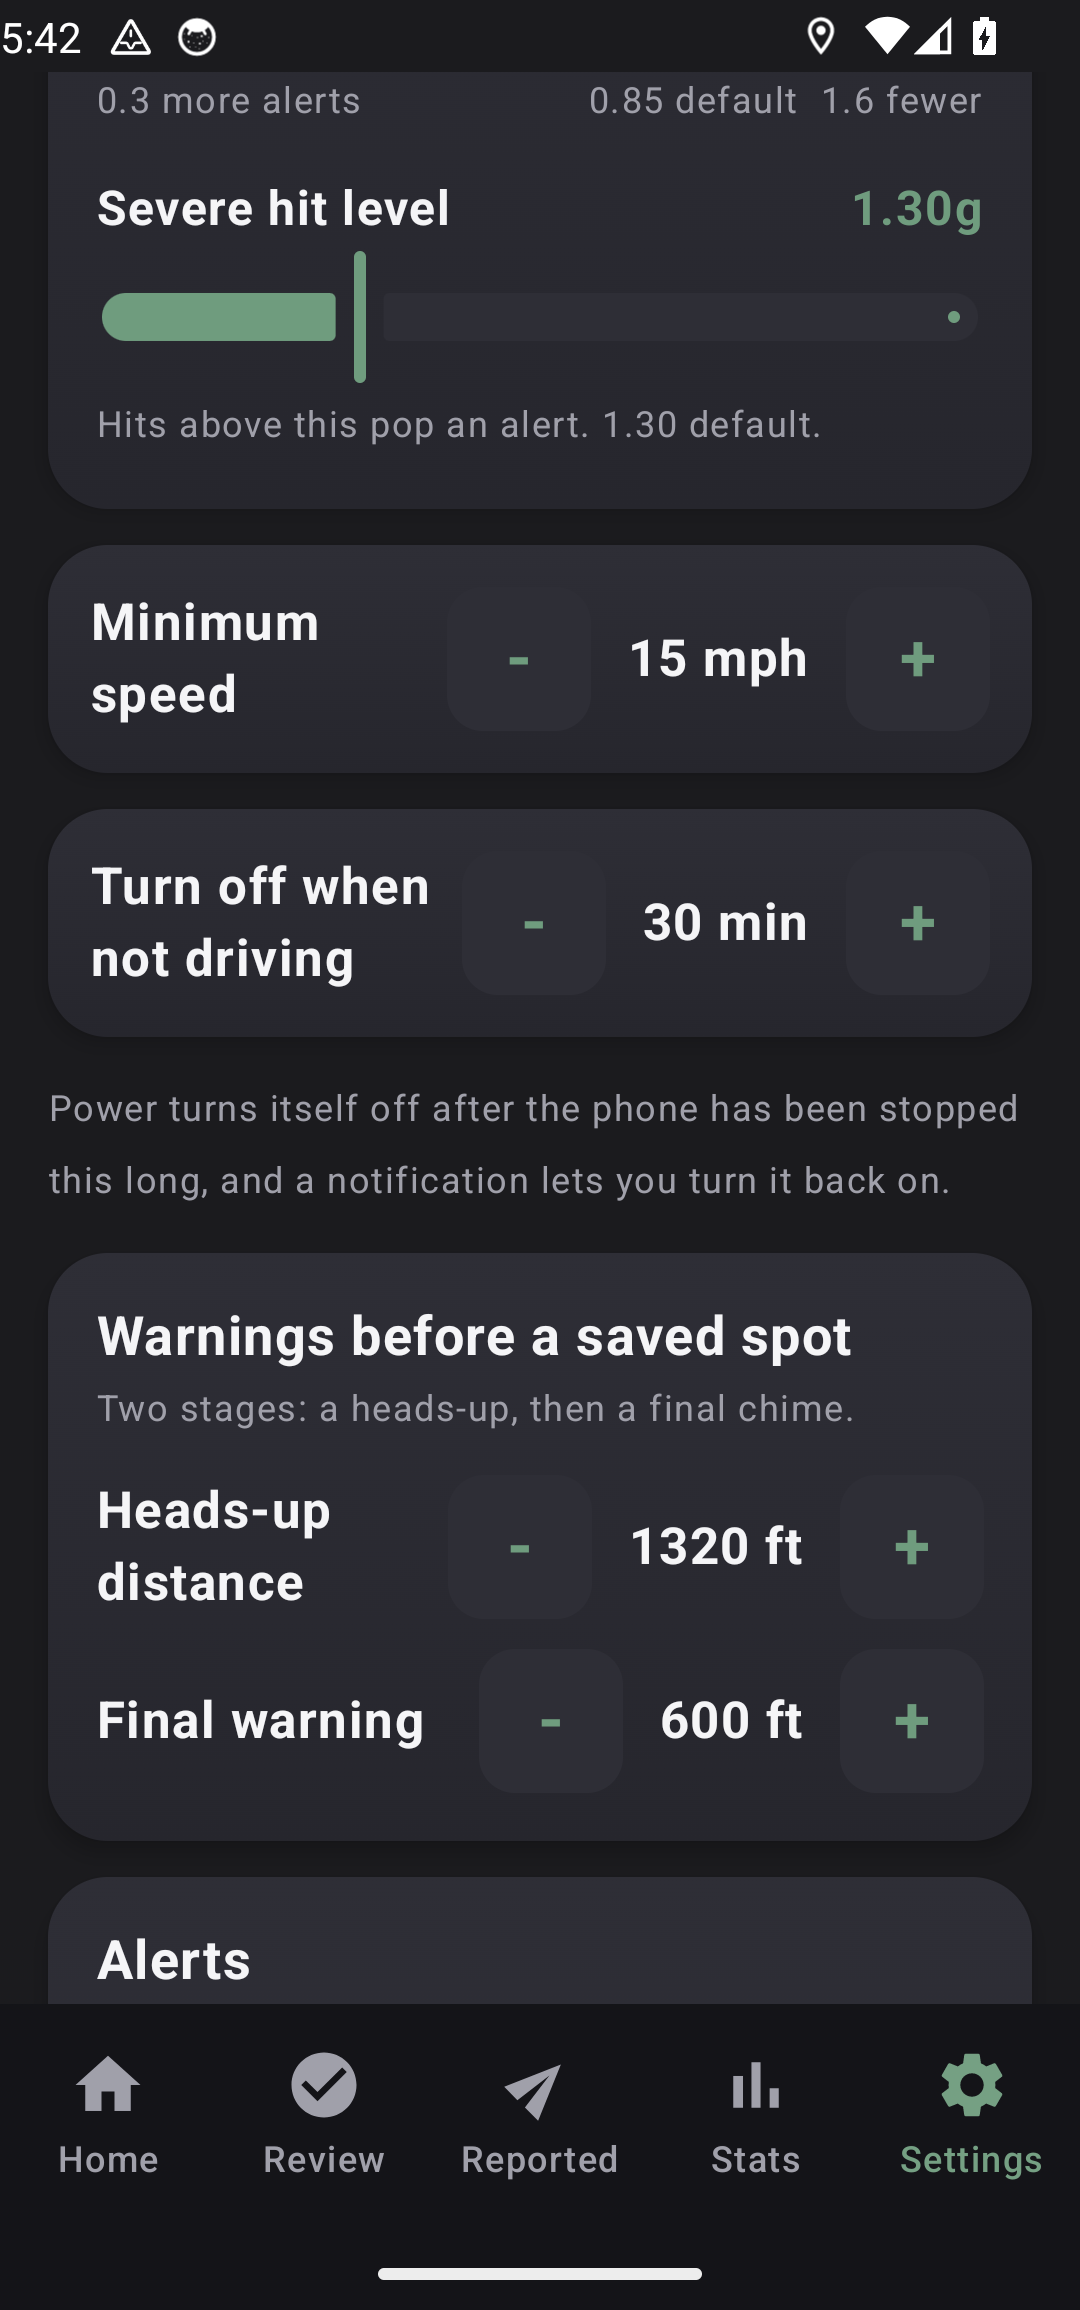 5:42
0.3 more alerts 0.85 default 1.6 fewer
Severe hit level 1.30g
Hits above this pop an alert. 1.30 default.
Minimum
speed
- 15 mph +
Turn off when
not driving
- 30 min +
Power turns itself off after the phone has been stopped
this long, and a notification lets you turn it back on.
Warnings before a saved spot
Two stages: a heads-up, then a final chime.
Heads-up
distance
- 1320 ft +
Final warning - 600 ft +
Alerts
Home Review Reported Stats Settings